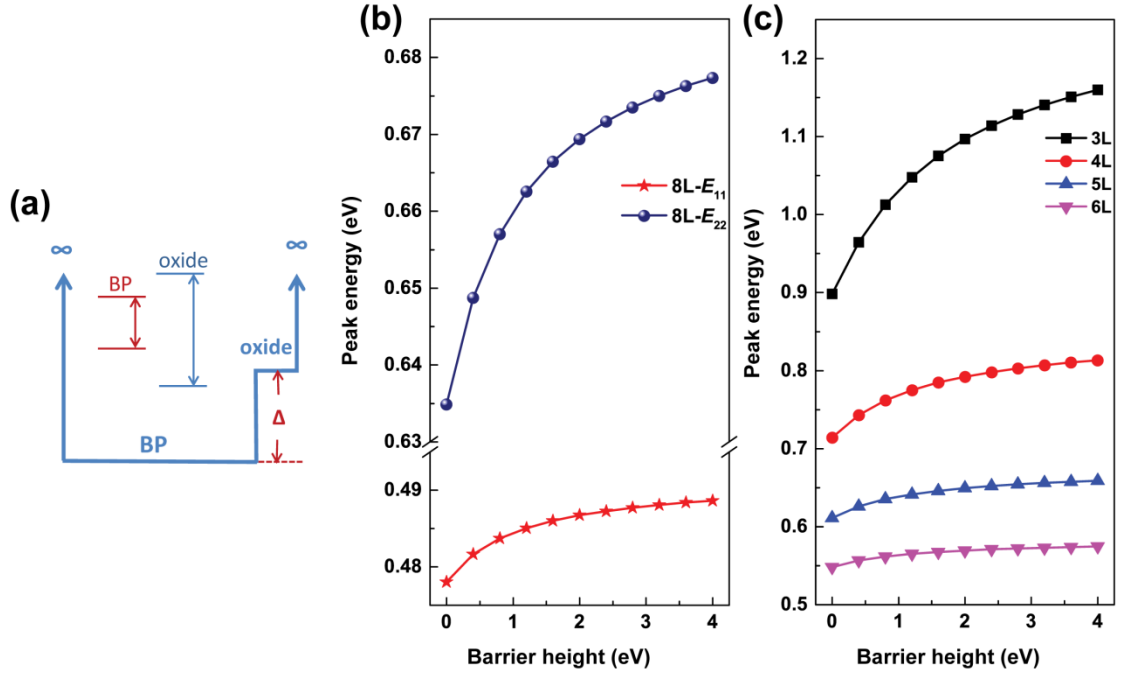 (a)
∞
∞
oxide
BP
oxide
Δ
BP
(b)
Peak energy (eV)
0.68
0.67
0.66
0.65
0.64
0.63
0.49
0.48
8L-E11
8L-E22
0 1 2 3 4
Barrier height (eV)
(c)
Peak energy (eV)
1.2
1.1
1.0
0.9
0.8
0.7
0.6
0.5
3L
4L
5L
6L
0 1 2 3 4
Barrier height (eV)